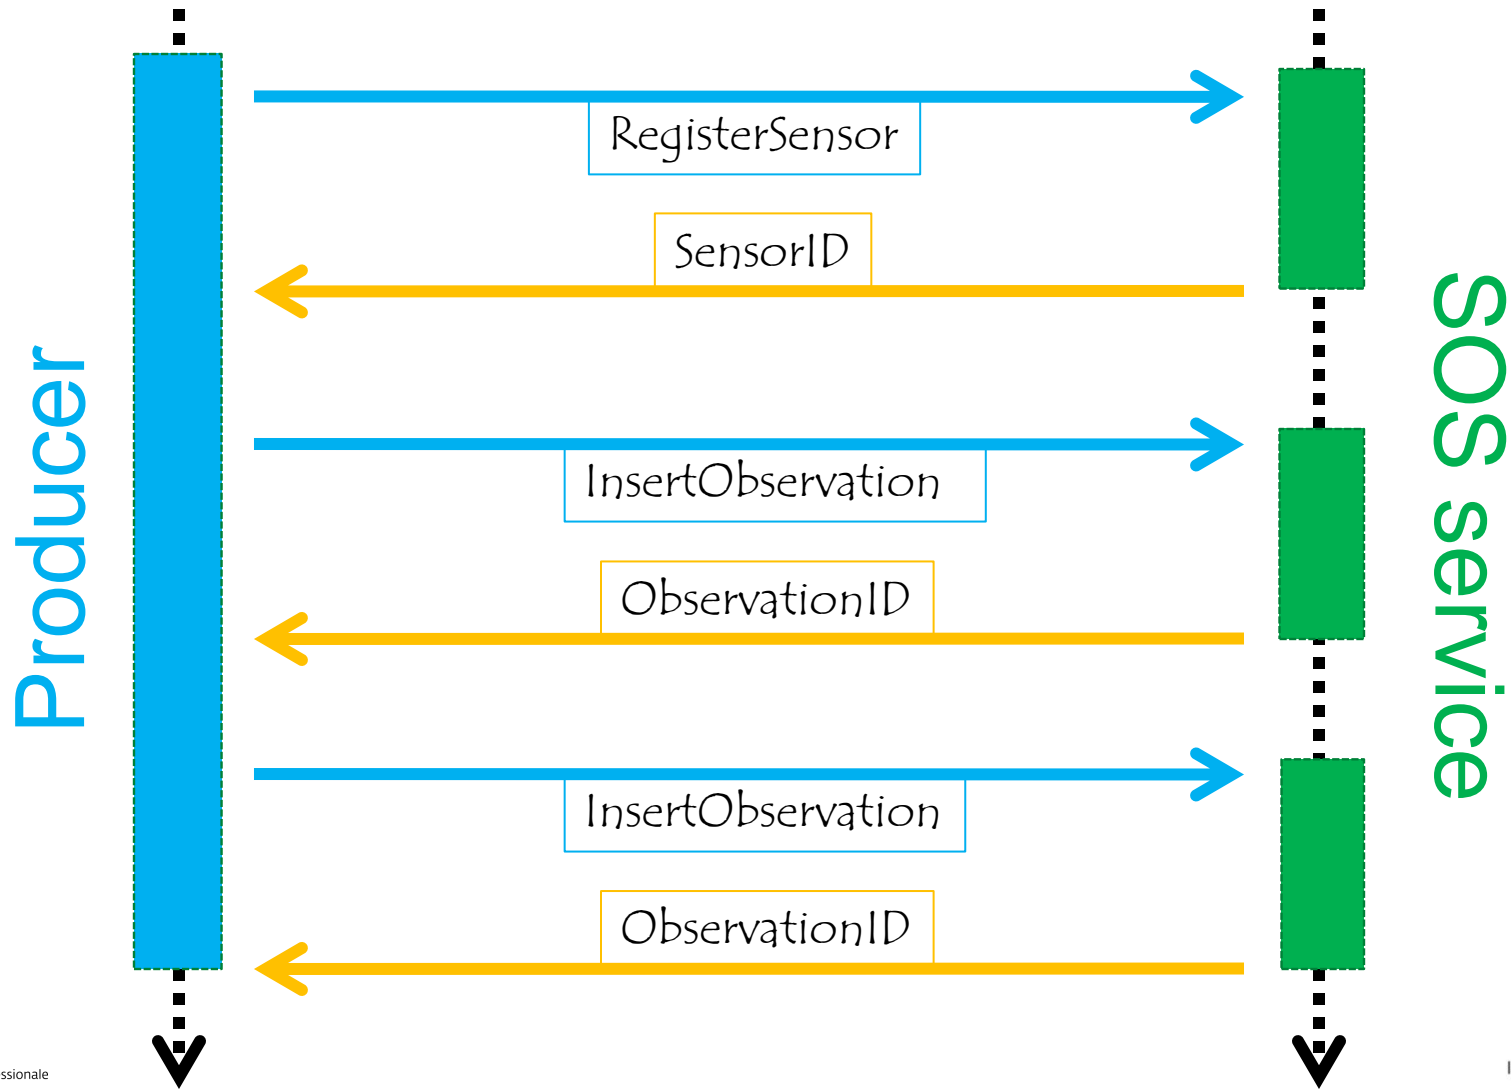 RegisterSensor
SensorID
Producer
SOS service
InsertObservation
ObservationID
InsertObservation
ObservationID
ssionale